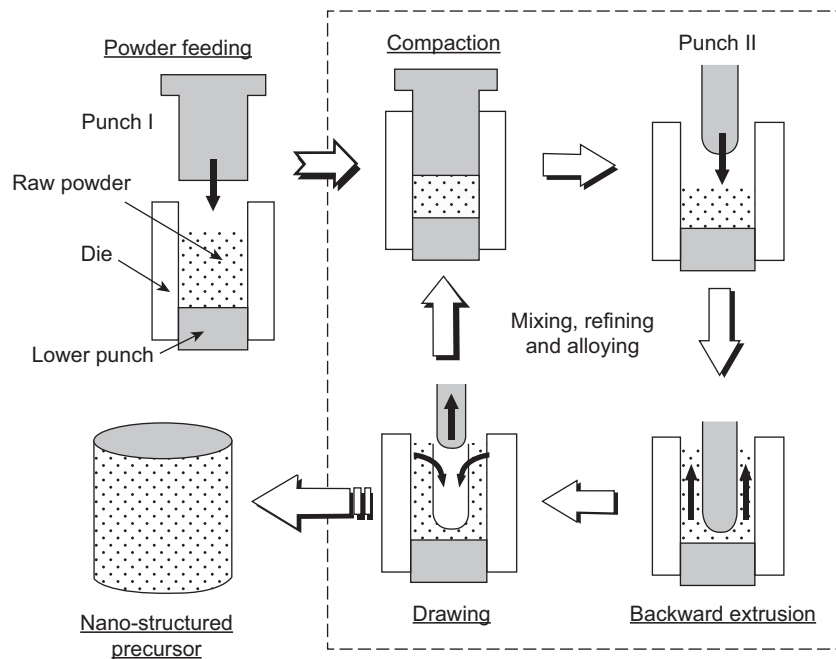 Powder feeding
Compaction
Punch II
Punch I
Raw powder
Die
Lower punch
Mixing, refining
and alloying
Nano-structured
precursor
Drawing
Backward extrusion